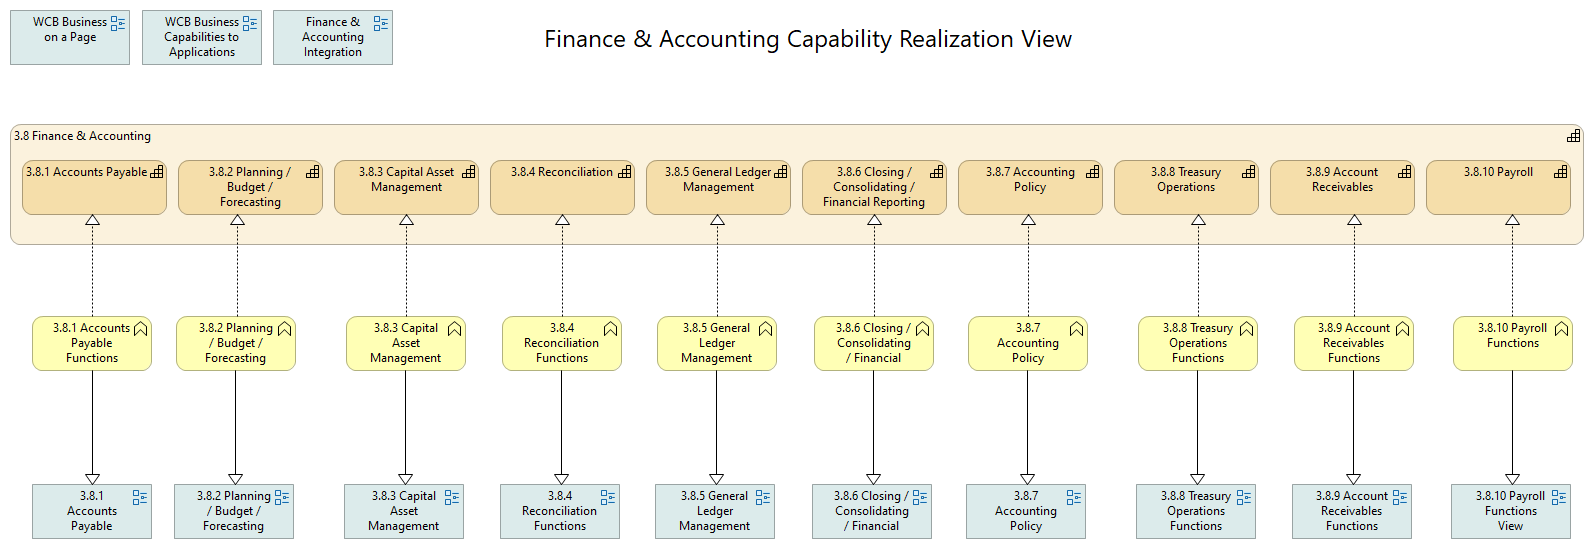 WCB Business
on a Page
WCB Business
Capabilities to
Applications
Finance &
Accounting
Integration
Finance & Accounting Capability Realization View
3.8 Finance & Accounting
3.8.1 Accounts Payable
3.8.2 Planning /
Budget /
Forecasting
3.8.3 Capital Asset
Management
3.8.4 Reconciliation
3.8.5 General Ledger
Management
3.8.6 Closing /
Consolidating /
Financial Reporting
3.8.7 Accounting
Policy
3.8.8 Treasury
Operations
3.8.9 Account
Receivables
3.8.10 Payroll
3.8.1 Accounts
Payable
Functions
3.8.2 Planning
/ Budget /
Forecasting
3.8.3 Capital
Asset
Management
3.8.4
Reconciliation
Functions
3.8.5 General
Ledger
Management
3.8.6 Closing /
Consolidating
/ Financial
3.8.7
Accounting
Policy
3.8.8 Treasury
Operations
Functions
3.8.9 Account
Receivables
Functions
3.8.10 Payroll
Functions
3.8.1
Accounts
Payable
3.8.2 Planning
/ Budget /
Forecasting
3.8.3 Capital
Asset
Management
3.8.4
Reconciliation
Functions
3.8.5 General
Ledger
Management
3.8.6 Closing /
Consolidating
/ Financial
3.8.7
Accounting
Policy
3.8.8 Treasury
Operations
Functions
3.8.9 Account
Receivables
Functions
3.8.10 Payroll
Functions
View